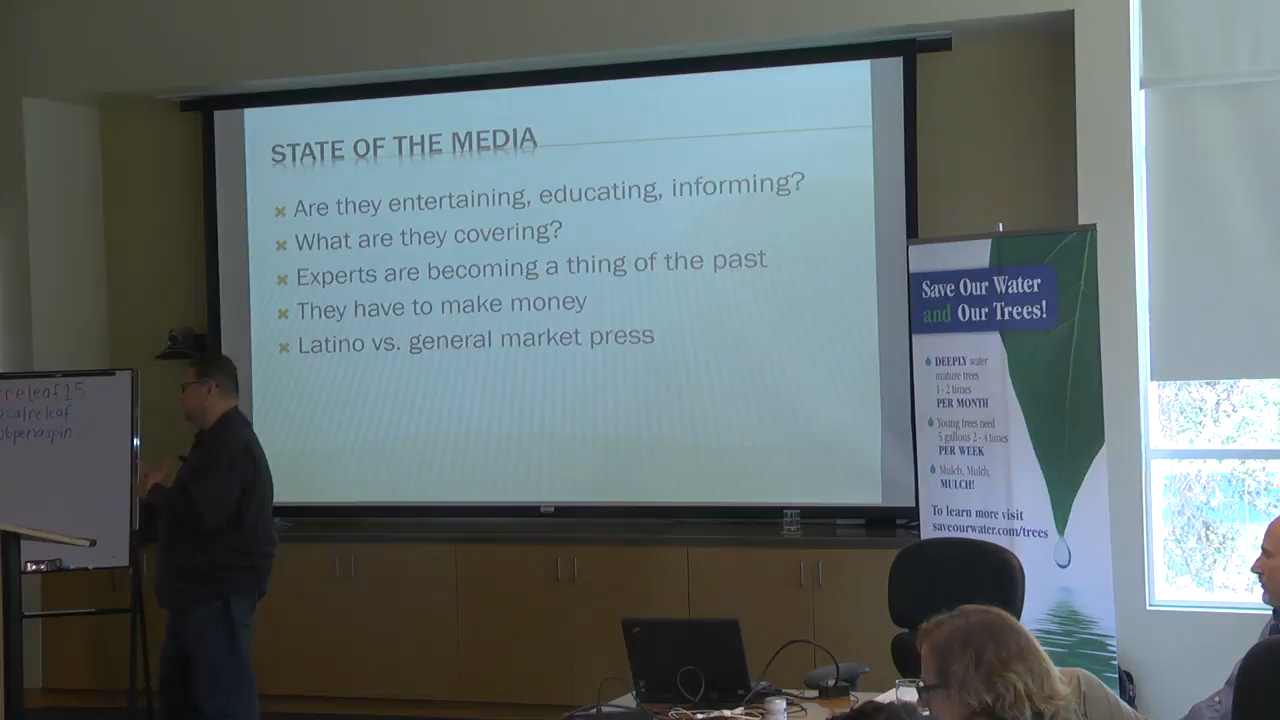 STATE OF THE MEDIA
Are they entertaining, educating, informing?
What are they covering?
Experts are becoming a thing of the past
They have to make money
Latino vs. general market press
releaf15
calreleaf
bpenaspin
Save Our Water
and Our Trees!
DEEPLY water
mature trees
1 - 2 times
PER MONTH
Young trees need
5 gallons 2 - 4 times
PER WEEK
Mulch, Mulch,
MULCH!
To learn more visit
saveourwater.com/trees